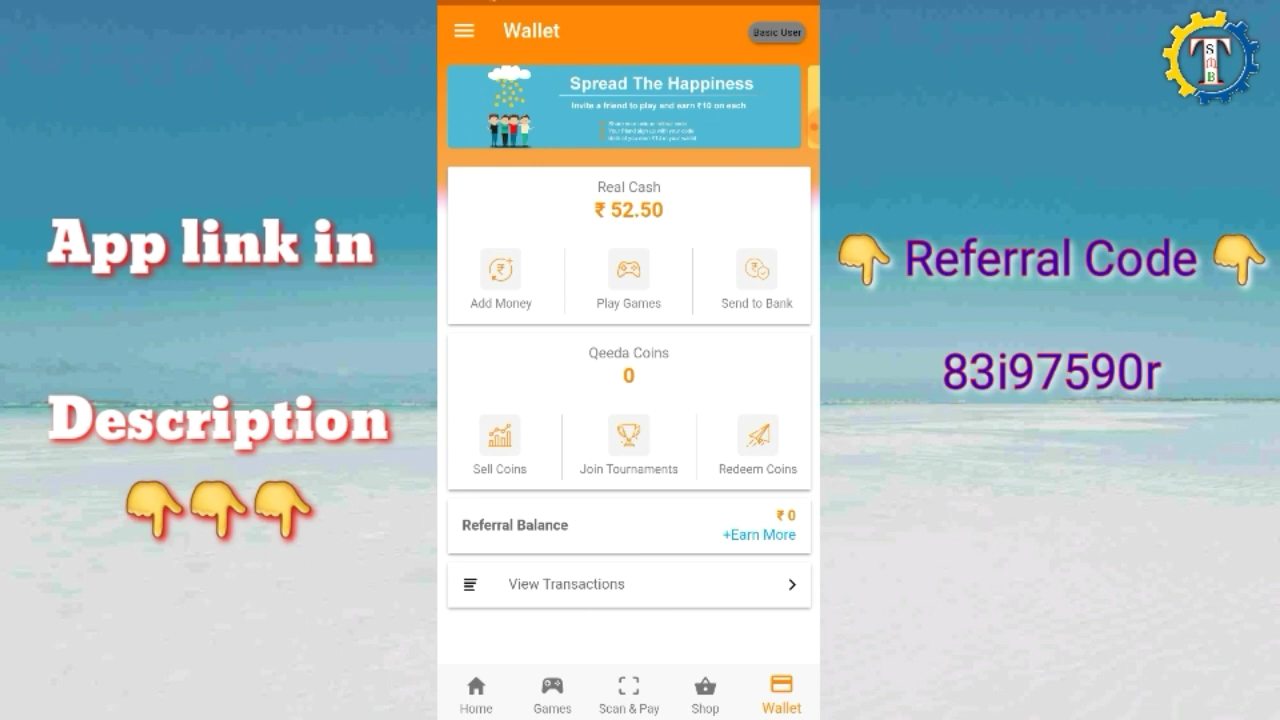 Wallet
Basic User
Spread The Happiness
Invite a friend to play and earn ₹10 on each
Real Cash
₹ 52.50
Add Money
Play Games
Send to Bank
Qeeda Coins
0
Sell Coins
Join Tournaments
Redeem Coins
Referral Balance
₹ 0
+Earn More
View Transactions
Home
Games
Scan & Pay
Shop
Wallet
App link in
Description
Referral Code
83i97590r
T
S
M
B